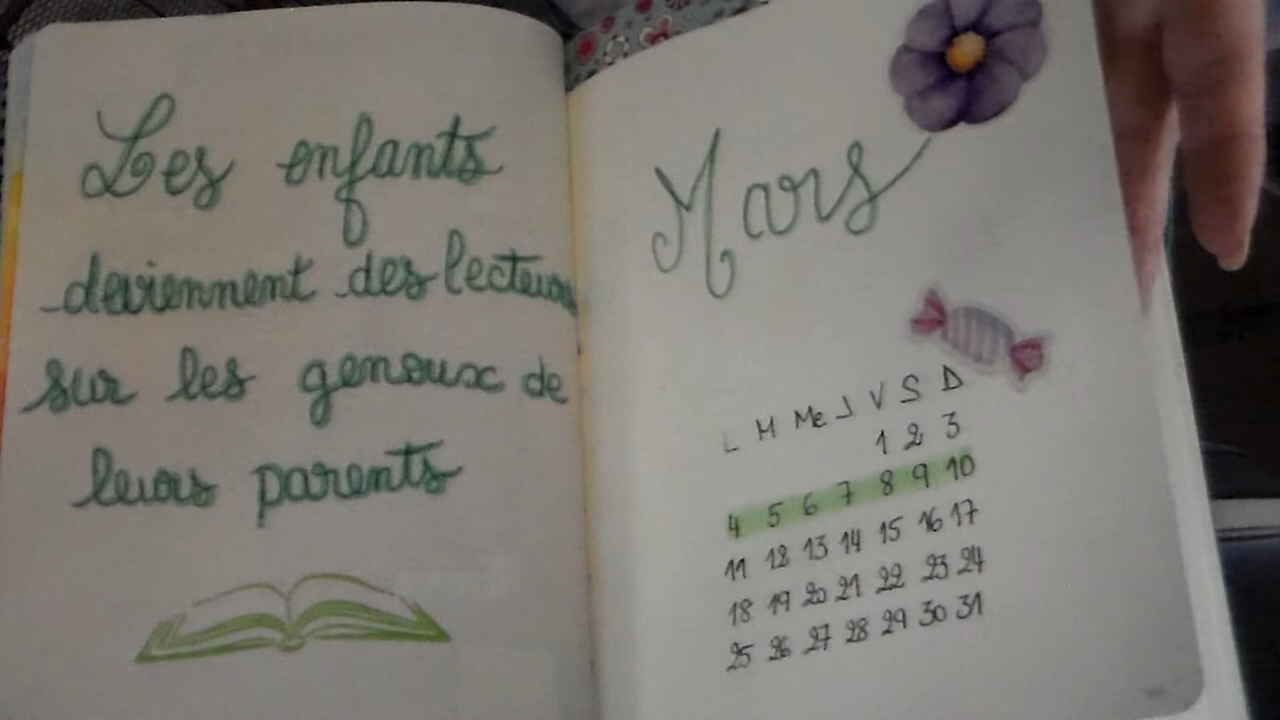 Les enfants
deviennent des lecteurs
sur les genoux de
leurs parents
Mars
L M Me J V S D
1 2 3
4 5 6 7 8 9 10
11 12 13 14 15 16 17
18 19 20 21 22 23 24
25 26 27 28 29 30 31